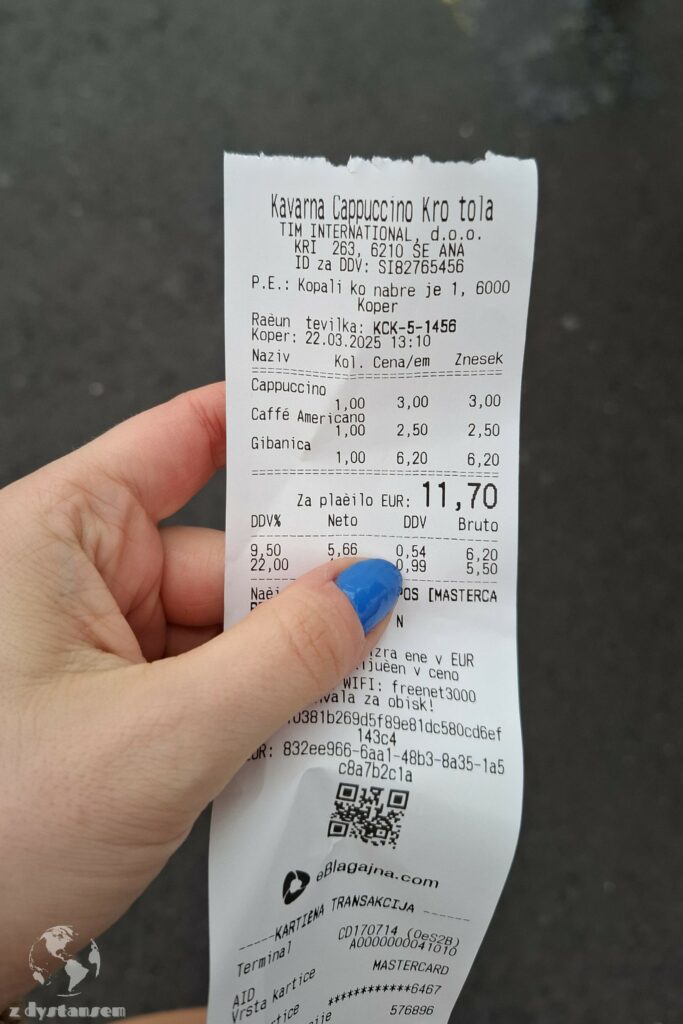 Kavarna Cappuccino Kro tola
TIM INTERNATIONAL, d.o.o.
KRI 263, 6210 SE ANA
ID za DDV: SI82765456
P.E.: Kopali ko nabre je 1, 6000
Koper
Raèun tevilka: KCK-5-1456
Koper: 22.03.2025 13:10
Naziv Kol. Cena/em Znesek
Cappuccino
1,00 3,00 3,00
Caffé Americano
1,00 2,50 2,50
Gibanica
1,00 6,20 6,20
Za plaèilo EUR: 11,70
DDV% Neto DDV Bruto
9,50 5,66 0,54 6,20
22,00 0,99 5,50
POS [MASTERCA
N
ene v EUR
v ceno
WIFI: freenet3000
za obisk!
0381b269d5f89e81dc580cd6ef
143c4
832ee966-6aa1-48b3-8a35-1a5
c8a7b2c1a
eBlagajna.com
-----KARTIÈNA TRANSAKCIJA------
Terminal CD170714 (0eS2B)
AID A0000000041010
Vrsta kartice MASTERCARD
************6467
576896
z dystansem